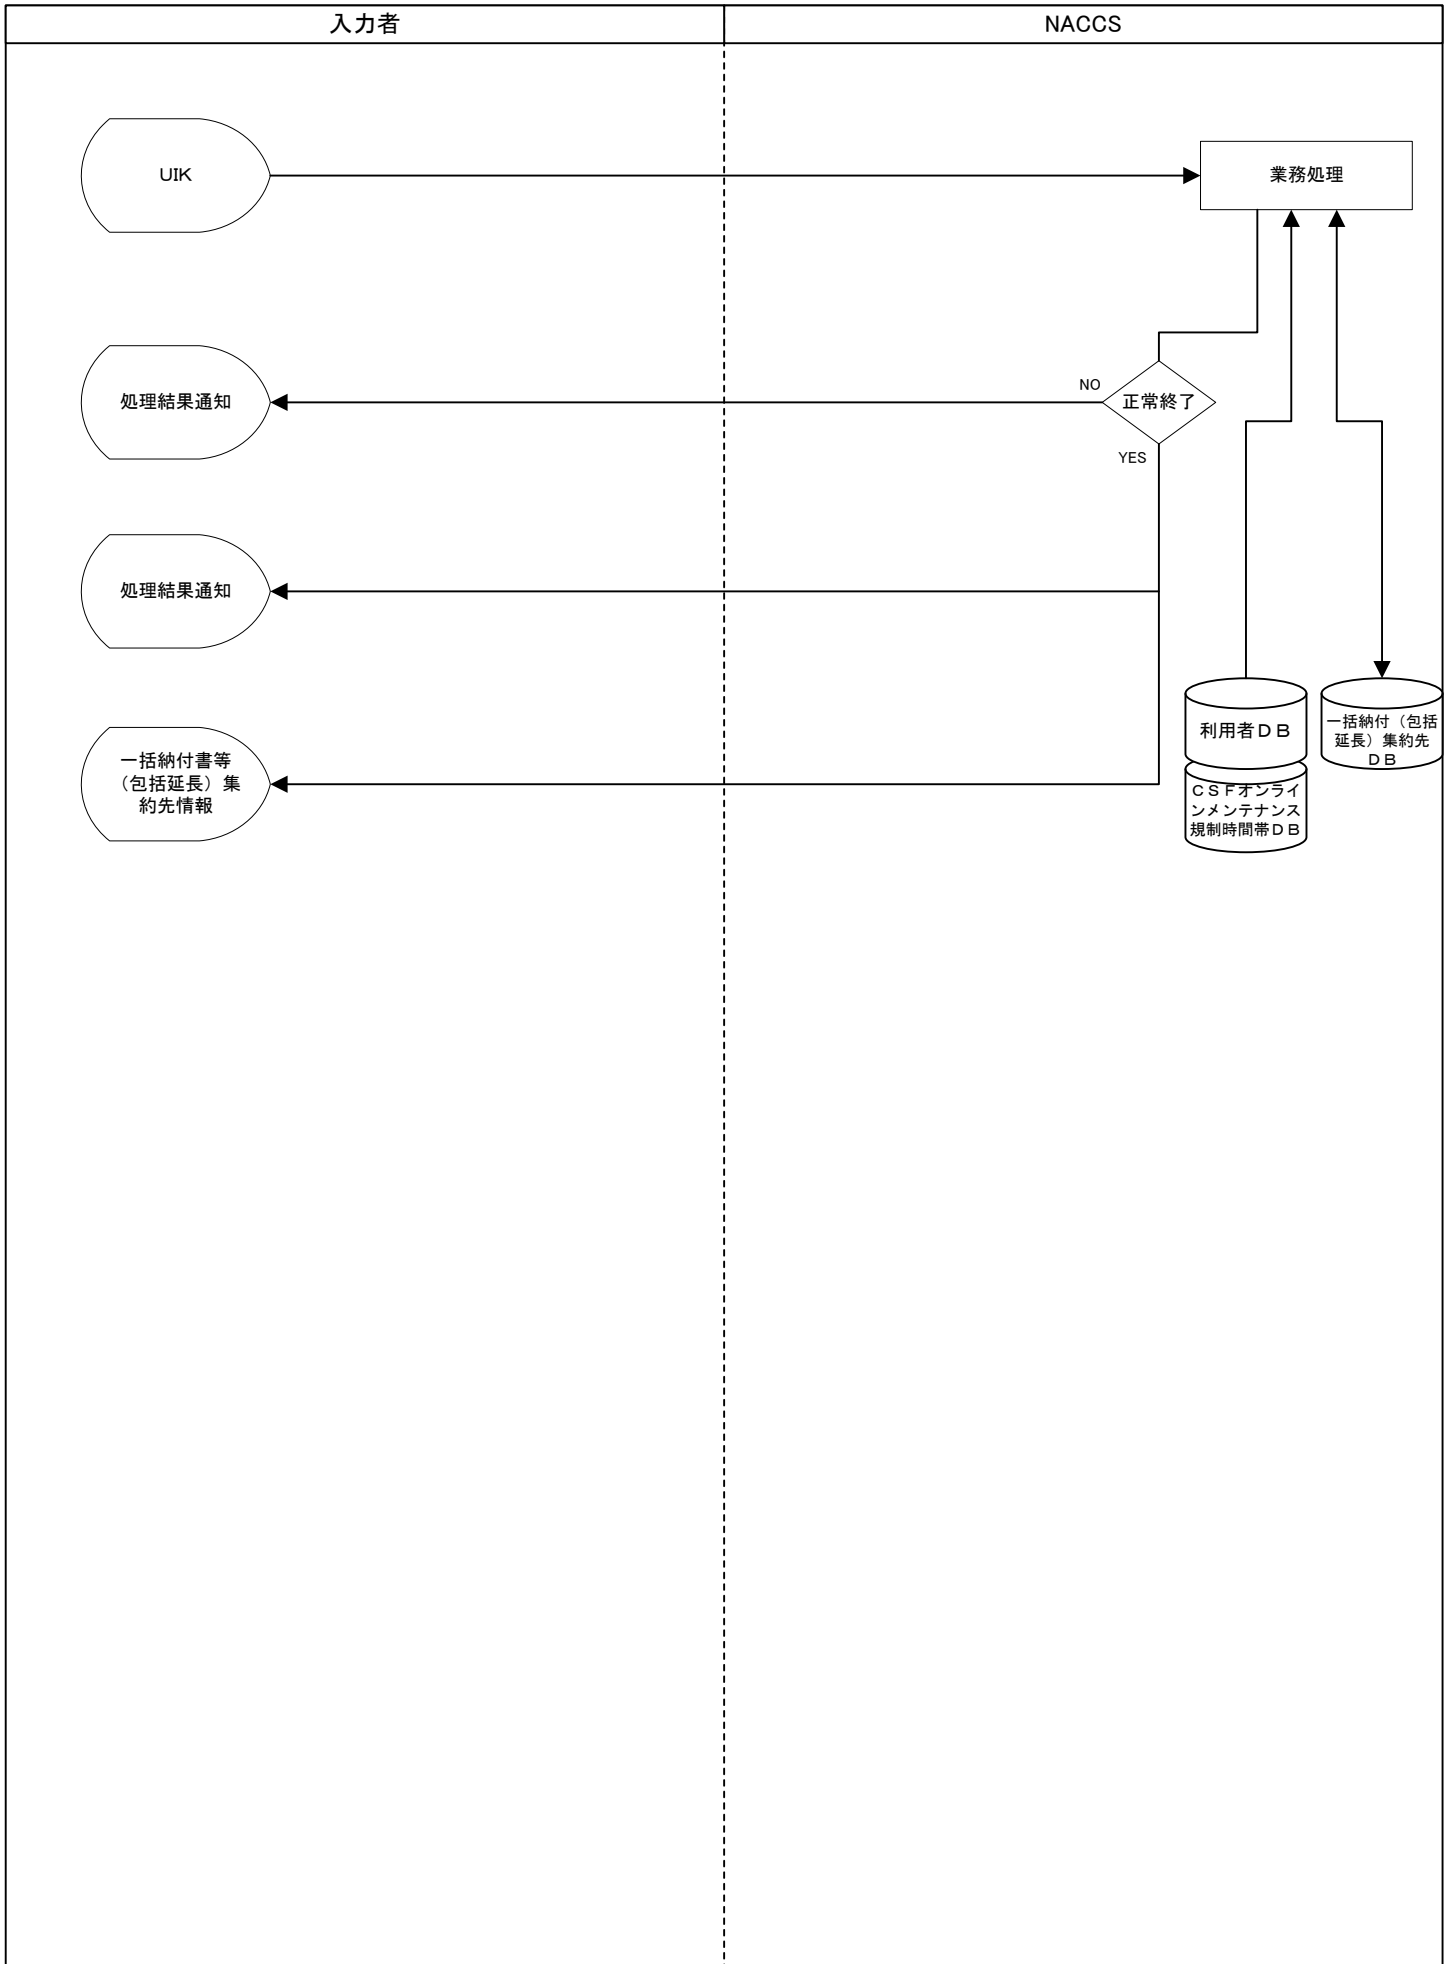 入力者
NACCS
UIK
業務処理
NO
処理結果通知
正常終了
YES
処理結果通知
利用者ＤＢ
一括納付（包括
延長）集約先
ＤＢ
一括納付書等
（包括延長）集
約先情報
ＣＳＦオンライ
ンメンテナンス
規制時間帯ＤＢ